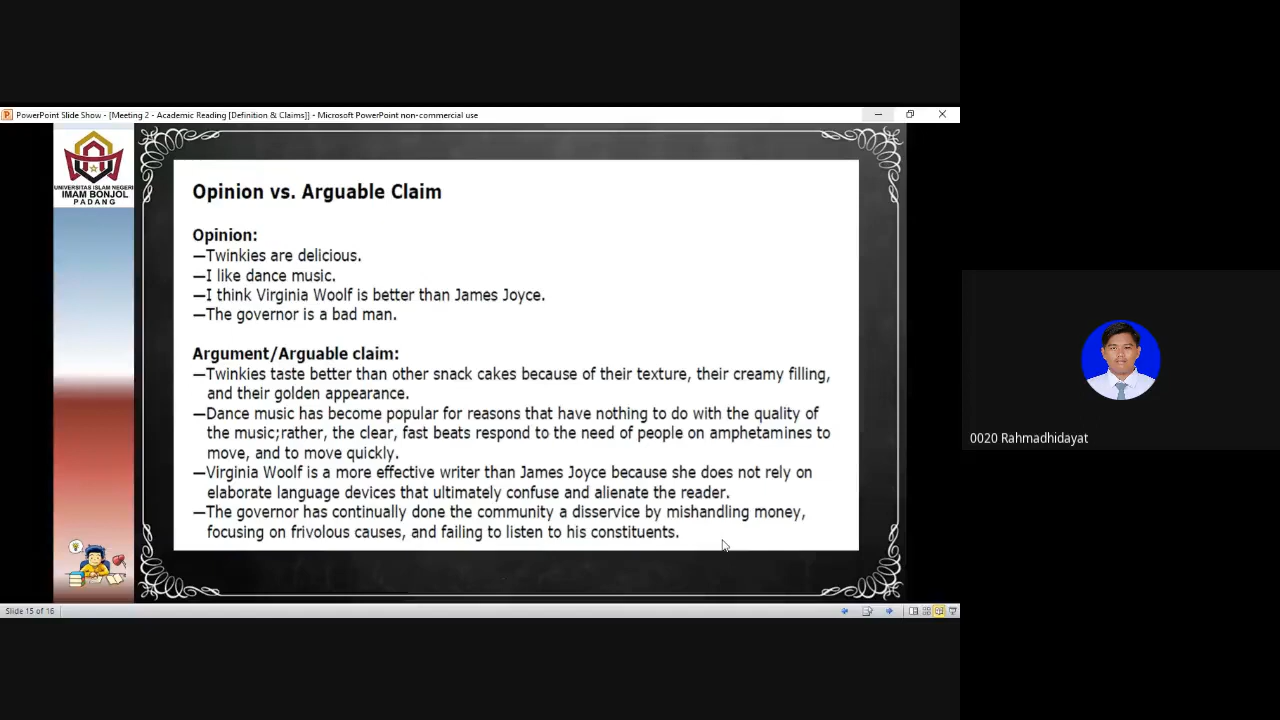 PowerPoint Slide Show - [Meeting 2 - Academic Reading [Definition & Claims]] - Microsoft PowerPoint non-commercial use
UNIVERSITAS ISLAM NEGERI
IMAM BONJOL
PADANG
Opinion vs. Arguable Claim
Opinion:
—Twinkies are delicious.
—I like dance music.
—I think Virginia Woolf is better than James Joyce.
—The governor is a bad man.
Argument/Arguable claim:
—Twinkies taste better than other snack cakes because of their texture, their creamy filling,
and their golden appearance.
—Dance music has become popular for reasons that have nothing to do with the quality of
the music;rather, the clear, fast beats respond to the need of people on amphetamines to
move, and to move quickly.
—Virginia Woolf is a more effective writer than James Joyce because she does not rely on
elaborate language devices that ultimately confuse and alienate the reader.
—The governor has continually done the community a disservice by mishandling money,
focusing on frivolous causes, and failing to listen to his constituents.
Slide 15 of 16
0020 Rahmadhidayat